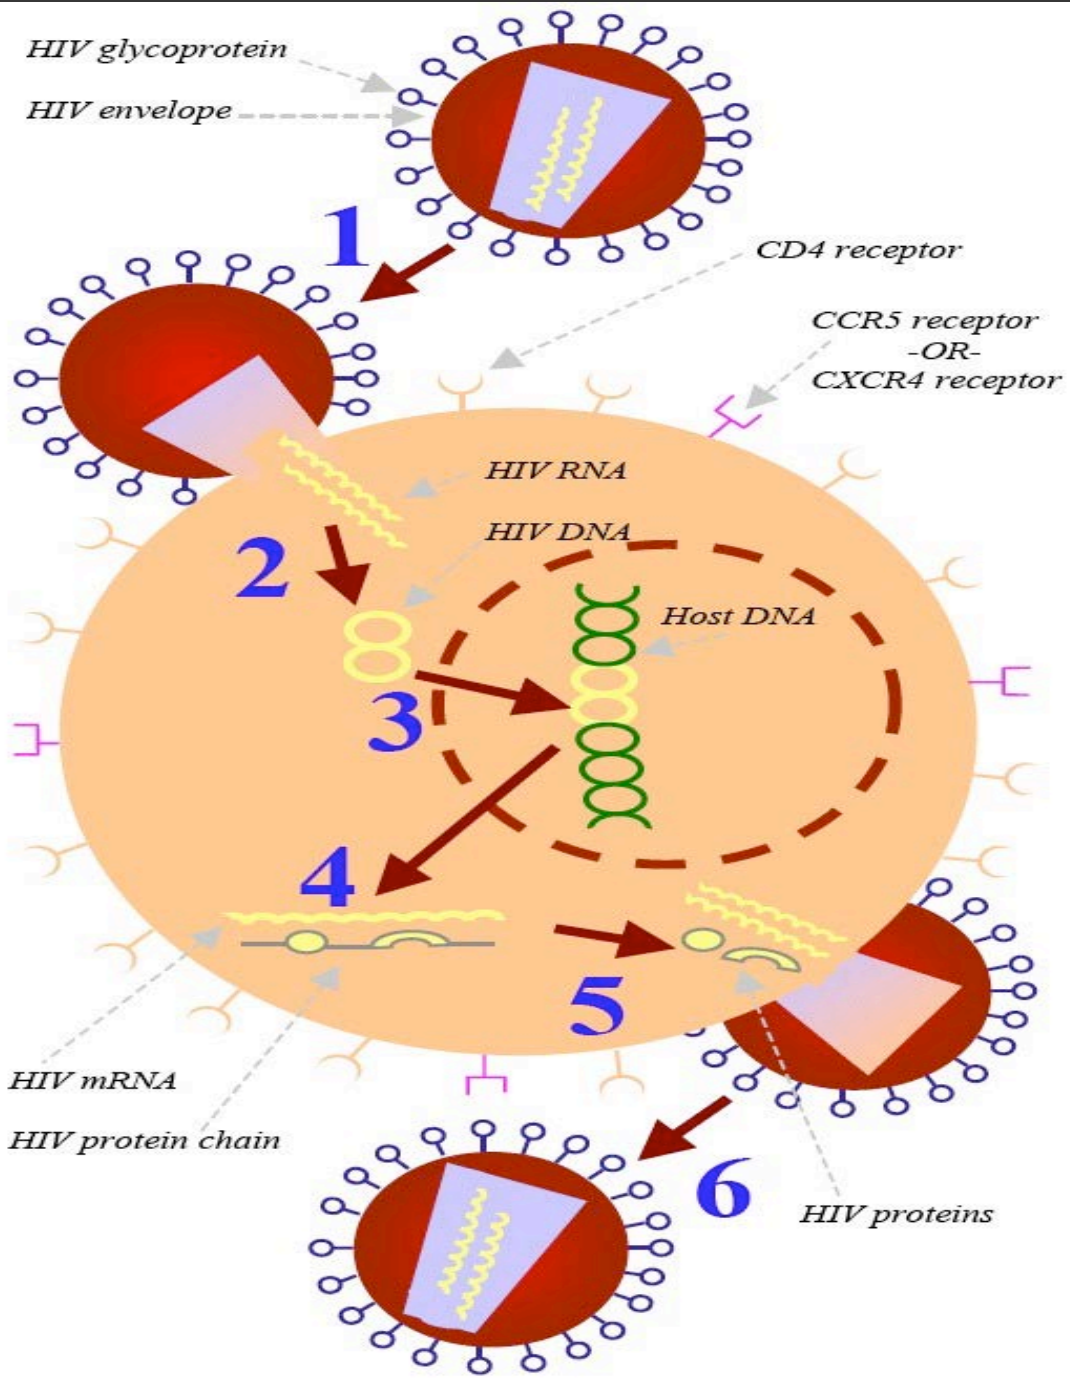 HIV glycoprotein
HIV envelope
1
CD4 receptor
CCR5 receptor
-OR-
CXCR4 receptor
HIV RNA
HIV DNA
2
Host DNA
3
4
5
HIV mRNA
HIV protein chain
6
HIV proteins